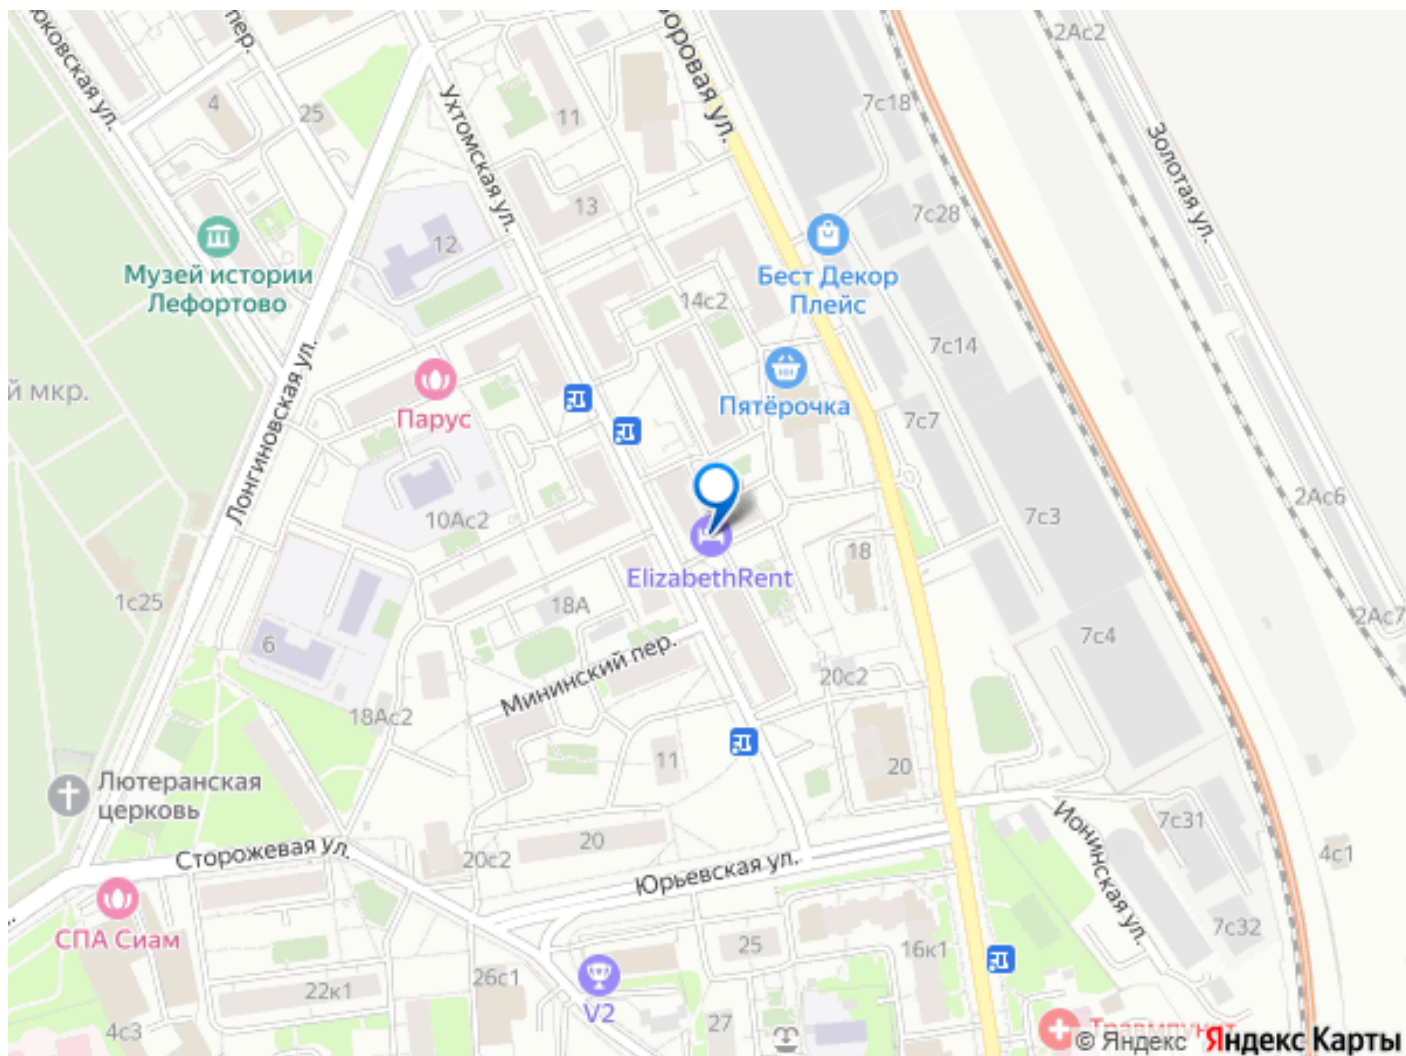 юковская ул.
пер.
Ухтомская ул.
боровая ул.
2Ас2
7с18
Золотая ул.
4
25
11
13
12
7с28
Музей истории
Лефортово
Бест Декор
Плейс
14с2
7с14
Лонгиновская ул.
й мкр.
Парус
Пятёрочка
7с7
2Ас6
10Ас2
7с3
18
ElizabethRent
1с25
18А
2Ас7
6
7с4
Мининский пер.
20с2
18Ас2
11
20
Лютеранская
церковь
Ионинская ул.
7с31
4с1
20
Сторожевая ул.
20с2
Юрьевская ул.
СПА Сиам
25
16к1
7с32
26с1
22к1
V2
4с3
27
Травмпункт
© Яндекс Яндекс Карты